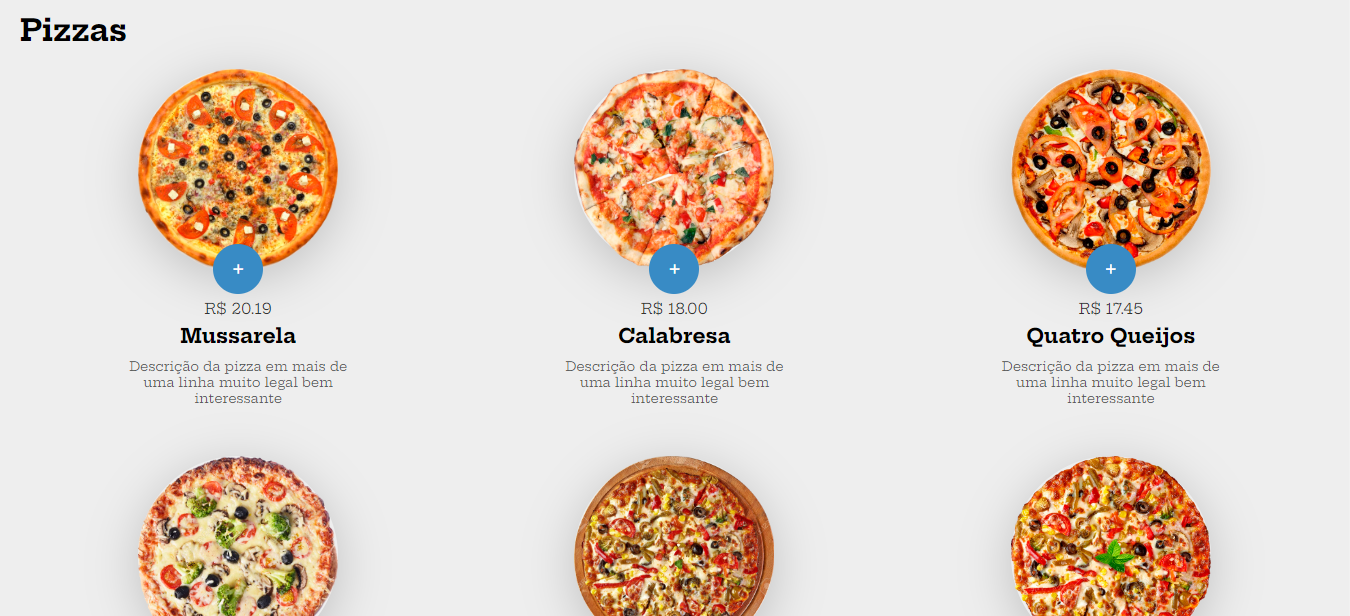 Pizzas
+
+
+
R$ 20.19
R$ 18.00
R$ 17.45
Mussarela
Calabresa
Quatro Queijos
Descrição da pizza em mais de
uma linha muito legal bem
interessante
Descrição da pizza em mais de
uma linha muito legal bem
interessante
Descrição da pizza em mais de
uma linha muito legal bem
interessante